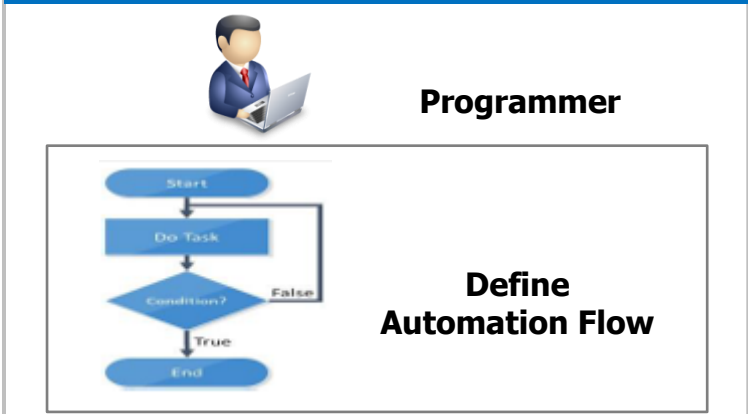 Programmer
Start
Do Task
Condition?
False
True
End
Define
Automation Flow